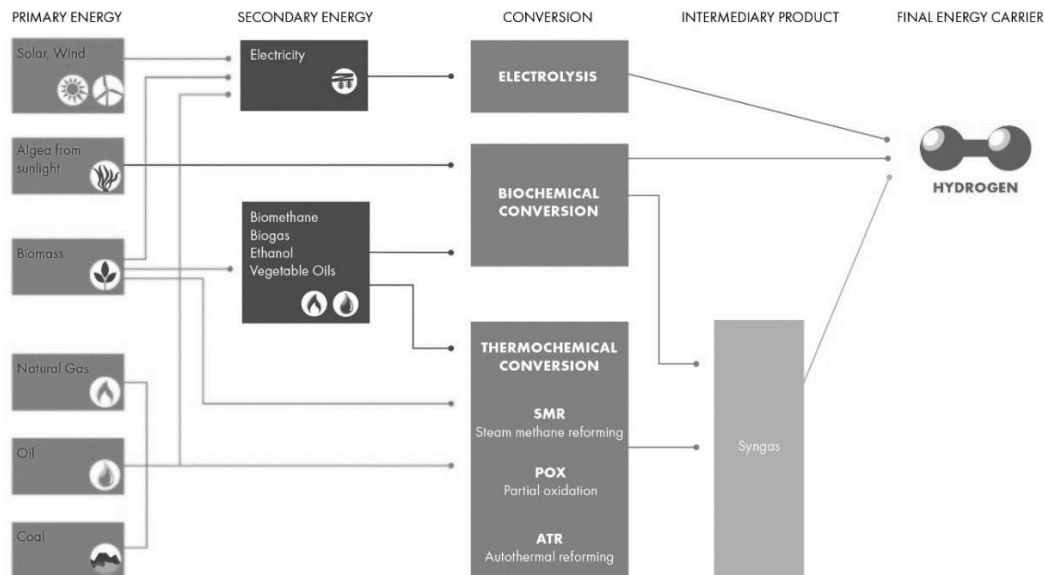 PRIMARY ENERGY
SECONDARY ENERGY
CONVERSION
INTERMEDIARY PRODUCT
FINAL ENERGY CARRIER
Solar, Wind
Electricity
ELECTROLYSIS
Algea from
sunlight
HYDROGEN
BIOCHEMICAL
CONVERSION
Biomass
Biomethane
Biogas
Ethanol
Vegetable Oils
Natural Gas
THERMOCHEMICAL
CONVERSION
SMR
Steam methane reforming
Oil
POX
Partial oxidation
Syngas
Coal
ATR
Autothermal reforming